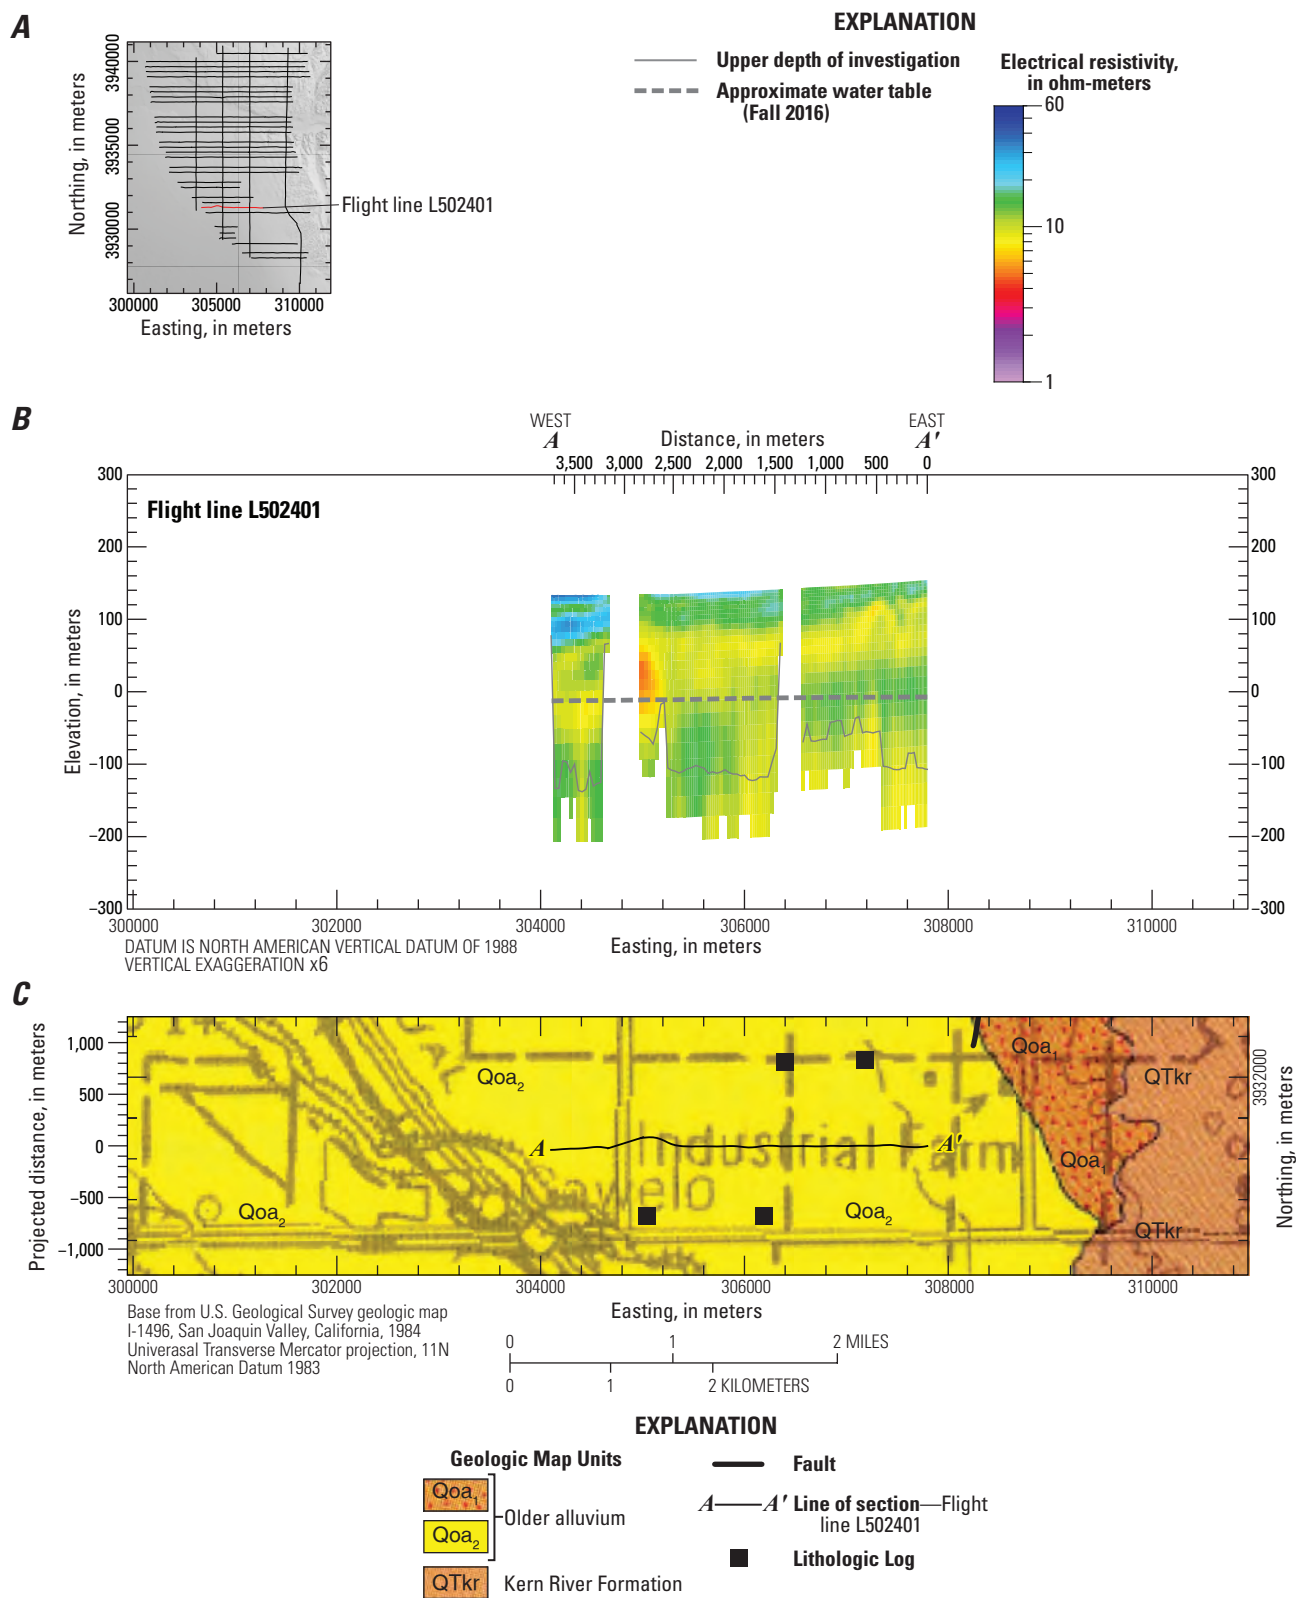 A
EXPLANATION
Upper depth of investigation
Approximate water table
(Fall 2016)
Electrical resistivity,
in ohm-meters
60
10
1
Northing, in meters
3940000
3935000
3930000
Flight line L502401
300000 305000 310000
Easting, in meters
B
WEST
A
EAST
A′
Distance, in meters
3,500 3,000 2,500 2,000 1,500 1,000 500 0
Flight line L502401
Elevation, in meters
300 300
200 200
100 100
0 0
−100 −100
−200 −200
−300 −300
300000 302000 304000 306000 308000 310000
DATUM IS NORTH AMERICAN VERTICAL DATUM OF 1988
VERTICAL EXAGGERATION x6
Easting, in meters
C
Projected distance, in meters
1,000
500
0
−500
−1,000
Qoa1
Qoa2
QTkr
3932000
Northing, in meters
A A′
Industrial Farm
Qoa1
Qoa2
Qoa2
QTkr
300000 302000 304000 306000 308000 310000
Easting, in meters
Base from U.S. Geological Survey geologic map
I-1496, San Joaquin Valley, California, 1984
Univerasal Transverse Mercator projection, 11N
North American Datum 1983
0 1 2 MILES
0 1 2 KILOMETERS
EXPLANATION
Geologic Map Units
Qoa1
Qoa2
Older alluvium
QTkr Kern River Formation
Fault
A A′ Line of section—Flight
line L502401
Lithologic Log